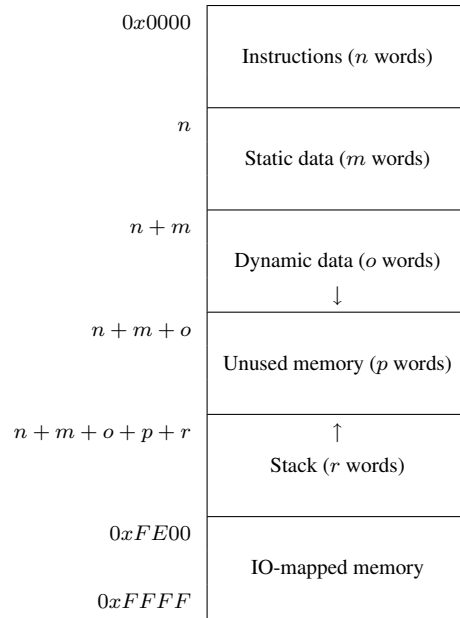 0x0000
Instructions (n words)
n
Static data (m words)
n + m
Dynamic data (o words)
↓
n + m + o
Unused memory (p words)
n + m + o + p + r
↑
Stack (r words)
0xFE00
IO-mapped memory
0xFFFF